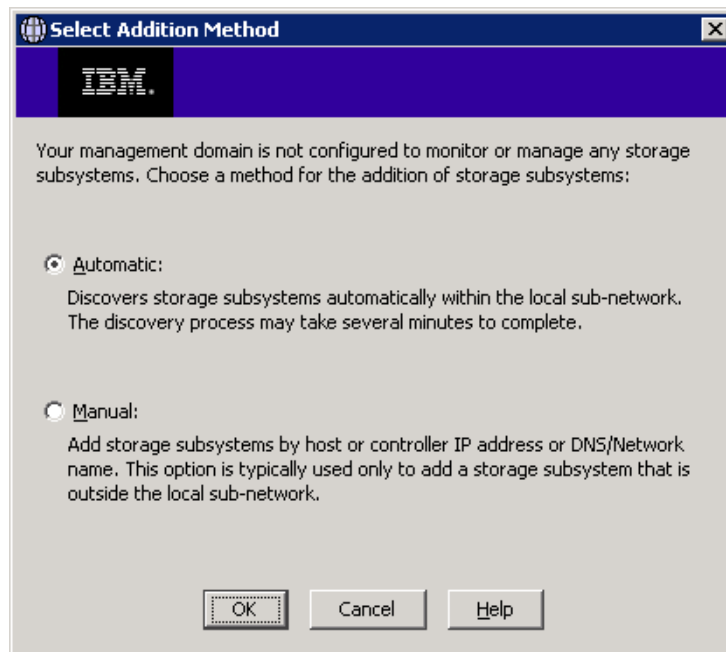 Select Addition Method
IBM.
Your management domain is not configured to monitor or manage any storage
subsystems. Choose a method for the addition of storage subsystems:
Automatic:
Discovers storage subsystems automatically within the local sub-network.
The discovery process may take several minutes to complete.
Manual:
Add storage subsystems by host or controller IP address or DNS/Network
name. This option is typically used only to add a storage subsystem that is
outside the local sub-network.
OK Cancel Help